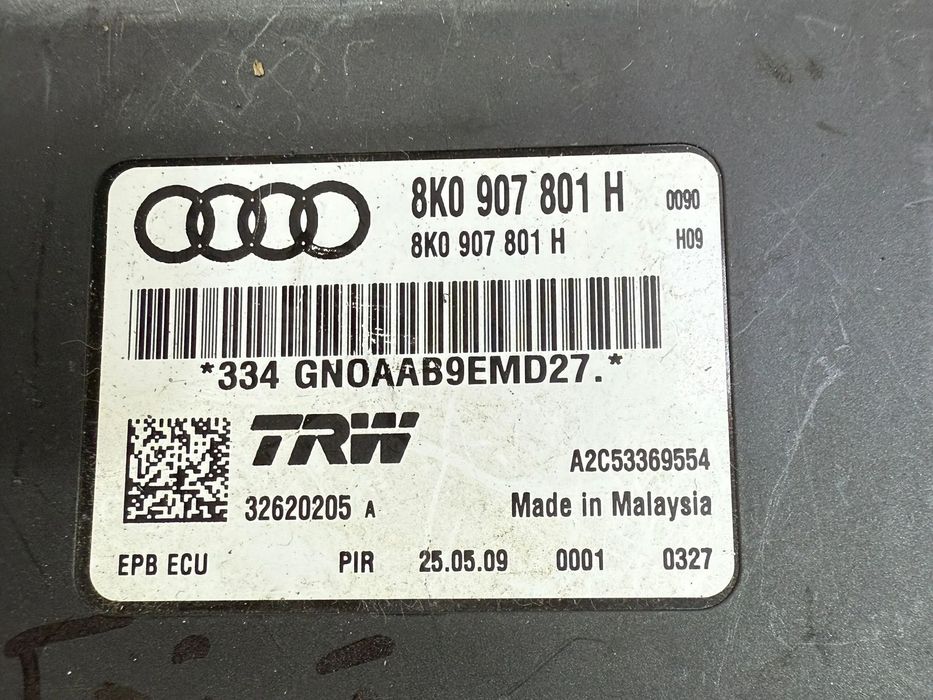 8K0 907 801 H 0090
8K0 907 801 H H09
*334 GNOAAB9EMD27.*
TRW
A2C53369554
32620205 A Made in Malaysia
EPB ECU PIR 25.05.09 0001 0327